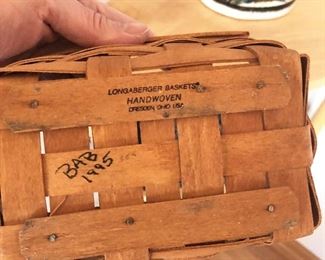 LONGABERGER BASKETS®
HANDWOVEN
DRESDEN, OHIO USA
BAB
1995